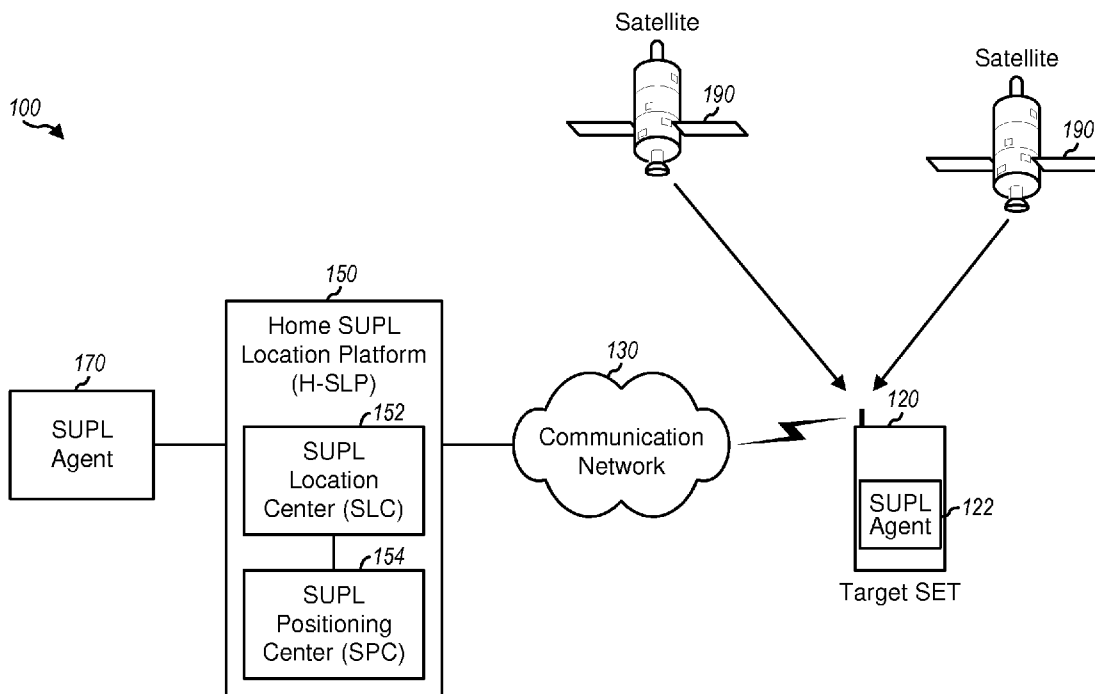 100
Satellite
190
Satellite
190
170
SUPL
Agent
150
Home SUPL
Location Platform
(H-SLP)
152
SUPL
Location
Center (SLC)
154
SUPL
Positioning
Center (SPC)
130
Communication
Network
120
SUPL
Agent
122
Target SET